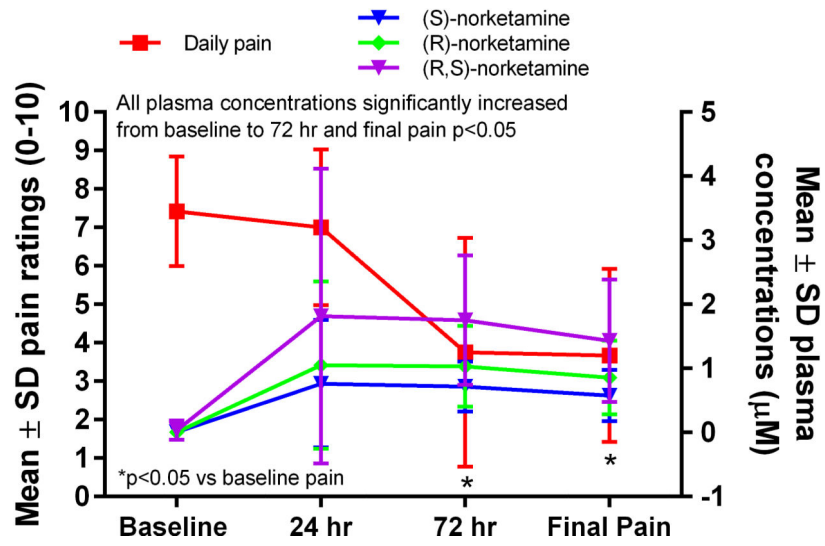 Daily pain
(S)-norketamine
(R)-norketamine
(R,S)-norketamine
All plasma concentrations significantly increased
from baseline to 72 hr and final pain p<0.05
Mean ± SD pain ratings (0-10)
10
9
8
7
6
5
4
3
2
1
0
5
4
3
2
1
0
-1
Mean ± SD plasma
concentrations (μM)
*p<0.05 vs baseline pain
*
*
Baseline
24 hr
72 hr
Final Pain